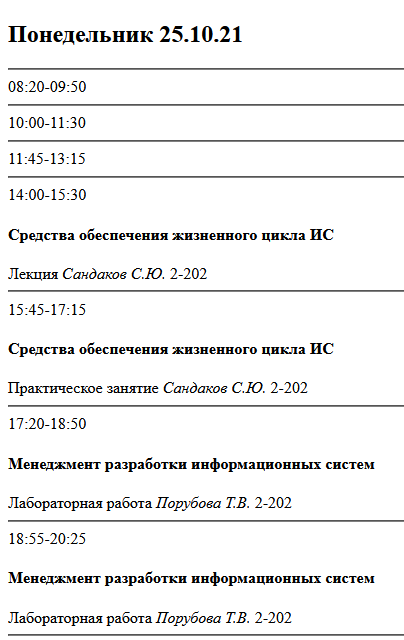 Понедельник 25.10.21
08:20-09:50
10:00-11:30
11:45-13:15
14:00-15:30
Средства обеспечения жизненного цикла ИС
Лекция Сандаков С.Ю. 2-202
15:45-17:15
Средства обеспечения жизненного цикла ИС
Практическое занятие Сандаков С.Ю. 2-202
17:20-18:50
Менеджмент разработки информационных систем
Лабораторная работа Порубова Т.В. 2-202
18:55-20:25
Менеджмент разработки информационных систем
Лабораторная работа Порубова Т.В. 2-202